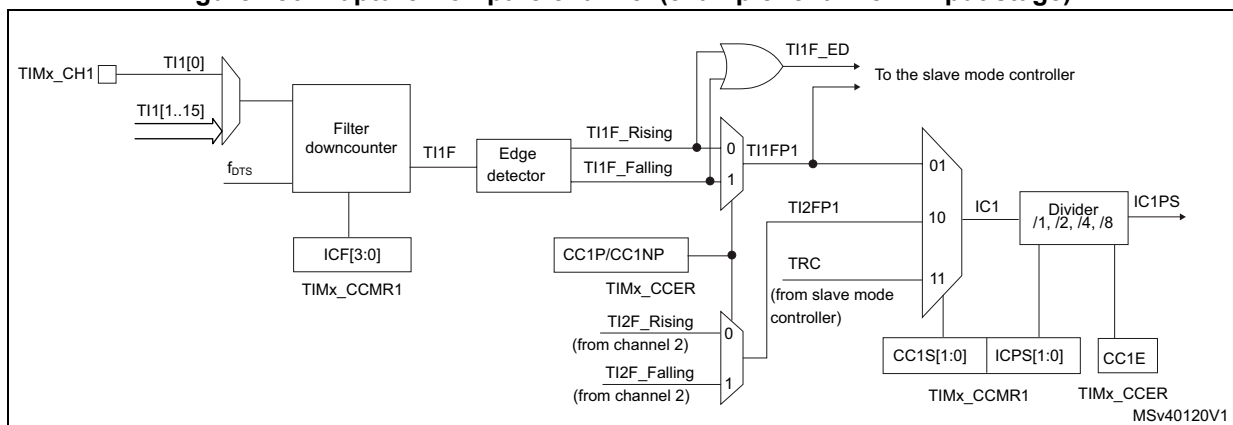 TI1F_ED
TI1[0]
TIMx_CH1
To the slave mode controller
TI1[1..15]
TI1F_Rising
Filter
downcounter
0
TI1FP1
TI1F
Edge
detector
TI1F_Falling
1
01
fDTS
IC1
Divider
/1, /2, /4, /8
IC1PS
TI2FP1
10
ICF[3:0]
CC1P/CC1NP
TRC
11
TIMx_CCMR1
TIMx_CCER
(from slave mode
controller)
TI2F_Rising
0
(from channel 2)
CC1S[1:0]
ICPS[1:0]
CC1E
TI2F_Falling
1
(from channel 2)
TIMx_CCMR1
TIMx_CCER
MSv40120V1